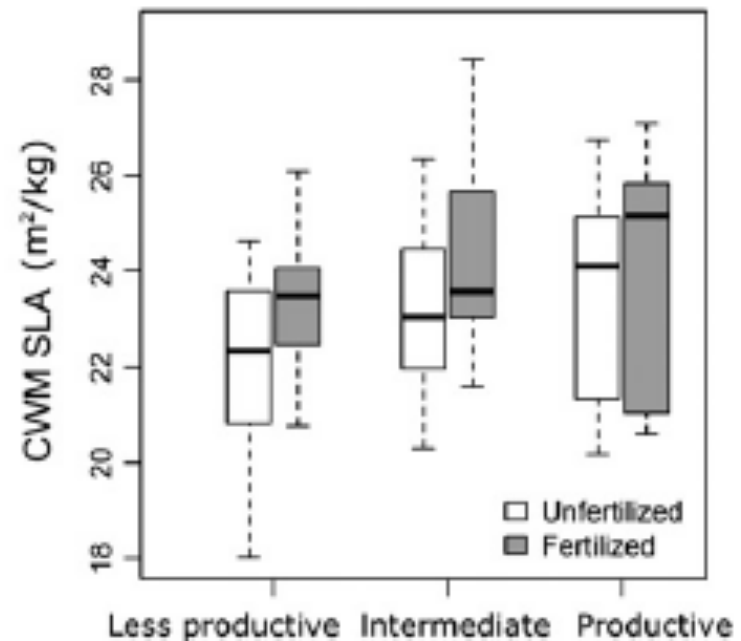 CWM SLA (m²/kg)
28
26
24
22
20
18
Unfertilized
Fertilized
Less productive Intermediate Productive